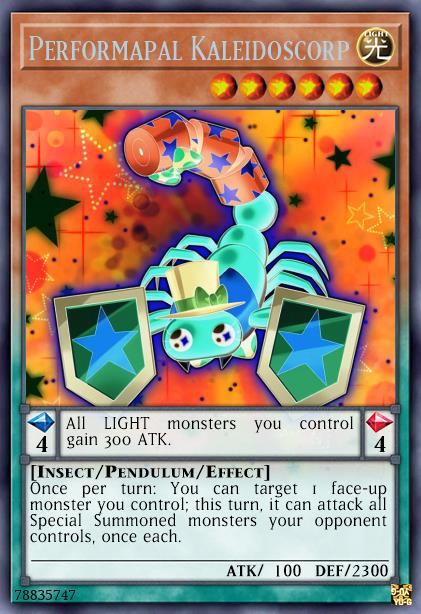 Performapal Kaleidoscorp
LIGHT
光
4
All LIGHT monsters you control
gain 300 ATK.
4
[Insect/Pendulum/Effect]
Once per turn: You can target 1 face-up
monster you control; this turn, it can attack all
Special Summoned monsters your opponent
controls, once each.
ATK/ 100 DEF/2300
78835747